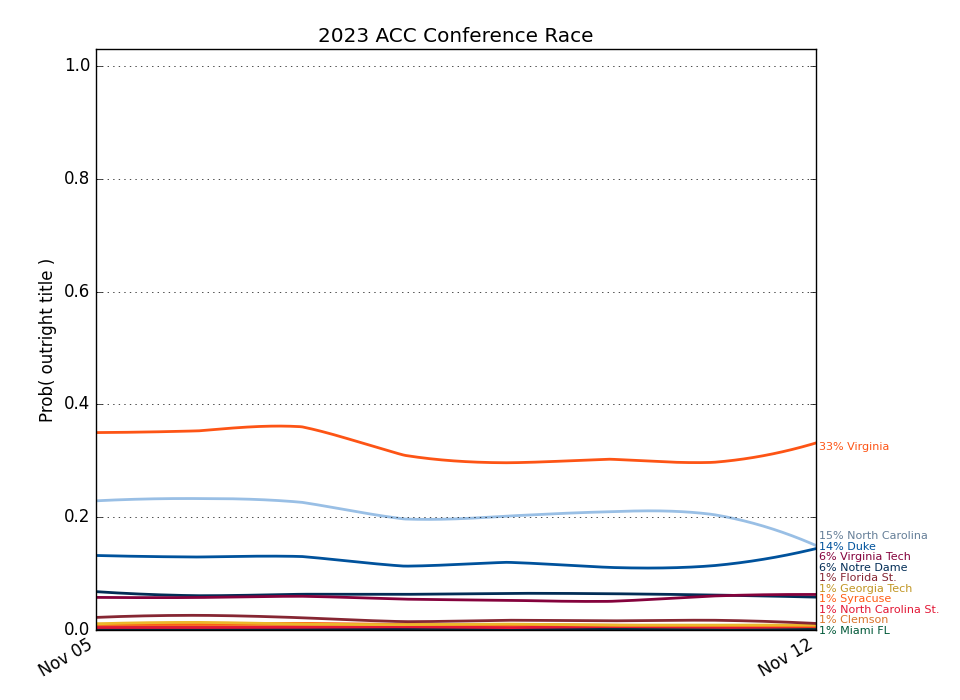 2023 ACC Conference Race
Prob( outright title )
1.0
0.8
0.6
0.4
0.2
0.0
Nov 05
Nov 12
33% Virginia
15% North Carolina
14% Duke
6% Virginia Tech
6% Notre Dame
1% Florida St.
1% Georgia Tech
1% Syracuse
1% North Carolina St.
1% Clemson
1% Miami FL